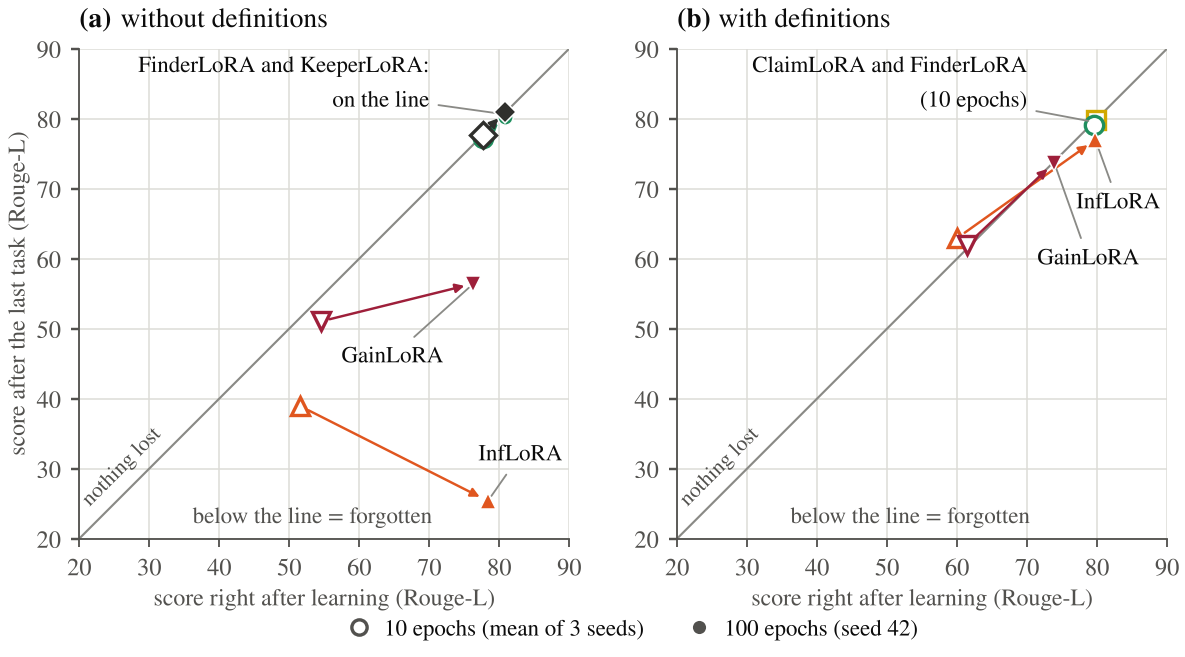 (a) without definitions
90
80
70
60
50
40
30
20
20 30 40 50 60 70 80 90
score after the last task (Rouge-L)
score right after learning (Rouge-L)
FinderLoRA and KeeperLoRA:
on the line
GainLoRA
InfLoRA
nothing lost
below the line = forgotten
(b) with definitions
90
80
70
60
50
40
30
20
20 30 40 50 60 70 80 90
score right after learning (Rouge-L)
ClaimLoRA and FinderLoRA
(10 epochs)
InfLoRA
GainLoRA
nothing lost
below the line = forgotten
10 epochs (mean of 3 seeds) 100 epochs (seed 42)